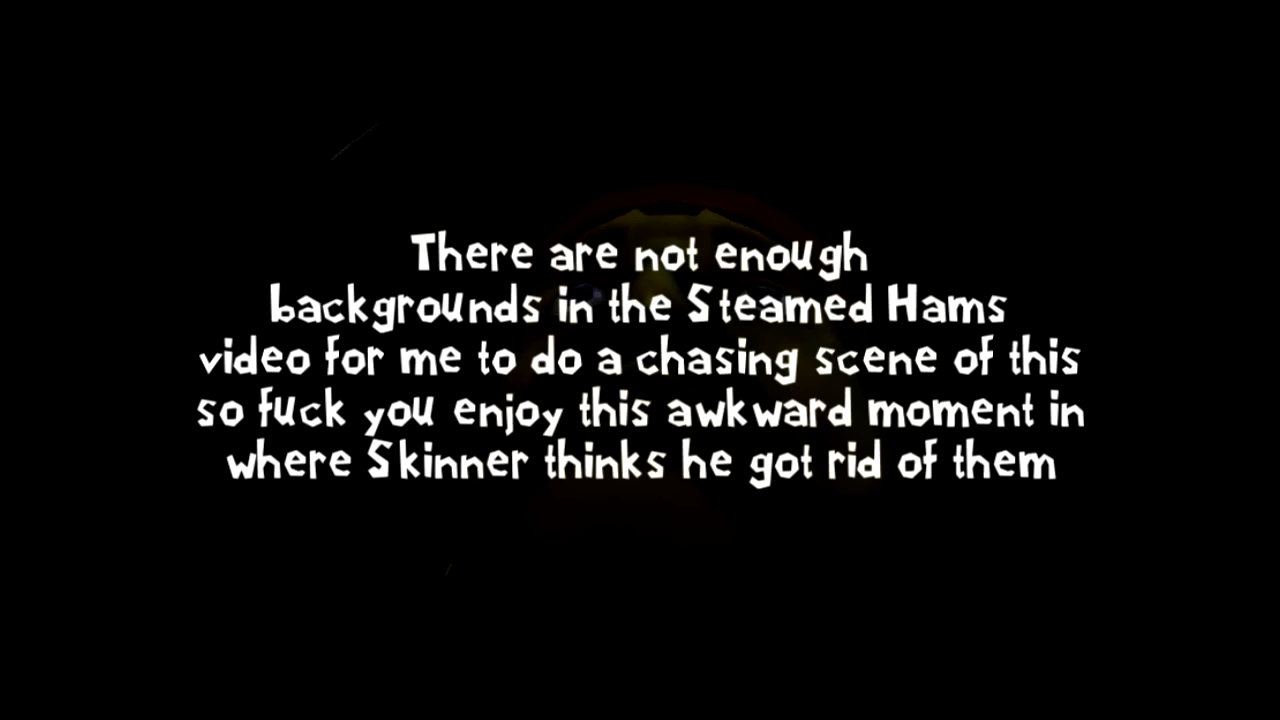 There are not enough
backgrounds in the Steamed Hams
video for me to do a chasing scene of this
so fuck you enjoy this awkward moment in
where Skinner thinks he got rid of them